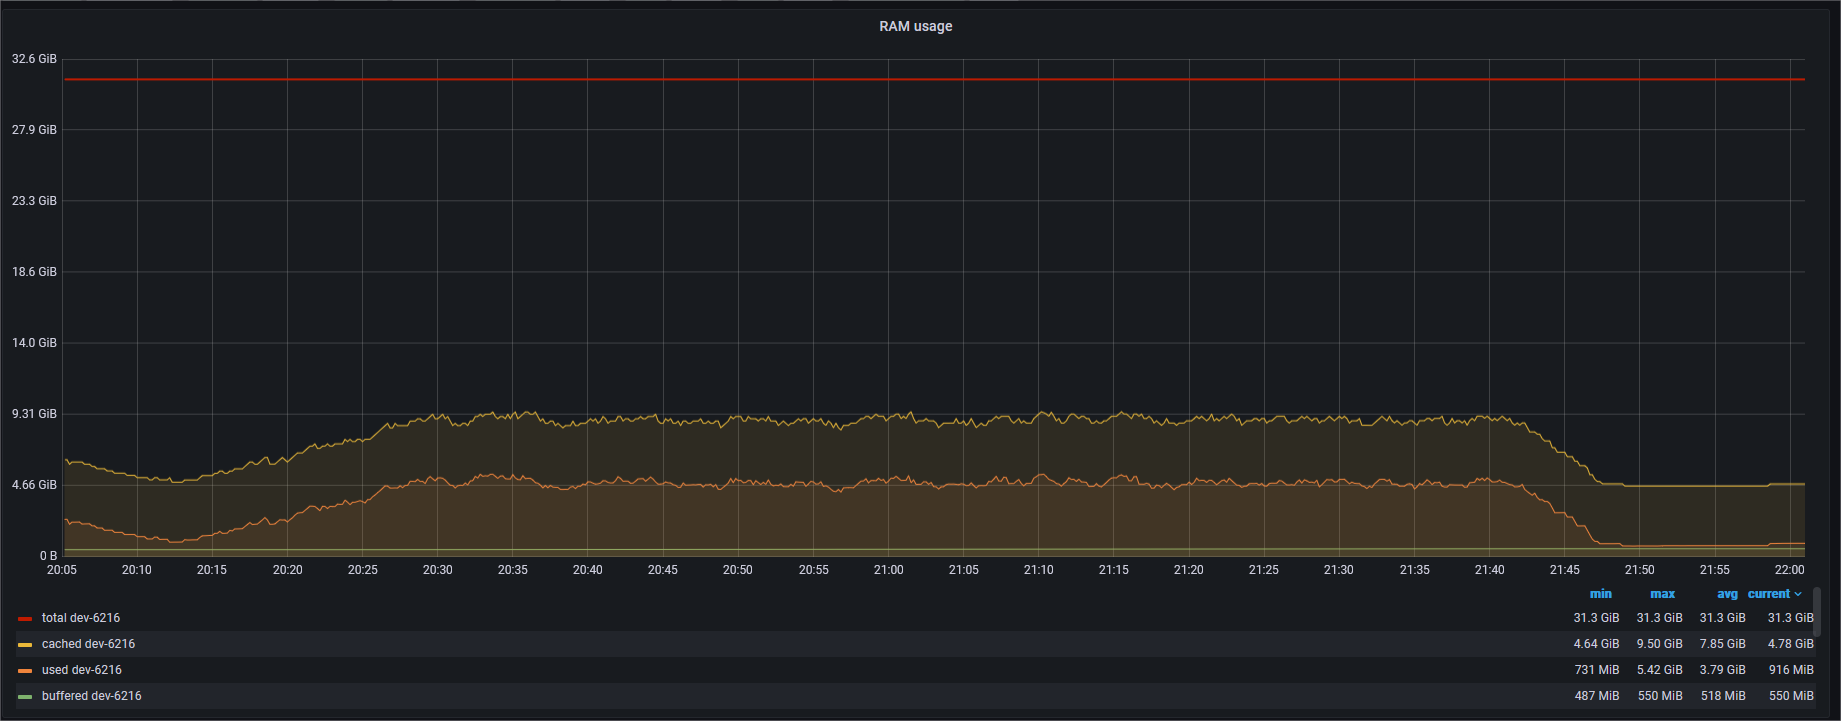 RAM usage
32.6 GiB
27.9 GiB
23.3 GiB
18.6 GiB
14.0 GiB
9.31 GiB
4.66 GiB
0 B
20:05 20:10 20:15 20:20 20:25 20:30 20:35 20:40 20:45 20:50 20:55 21:00 21:05 21:10 21:15 21:20 21:25 21:30 21:35 21:40 21:45 21:50 21:55 22:00
min max avg current
total dev-6216 31.3 GiB 31.3 GiB 31.3 GiB 31.3 GiB
cached dev-6216 4.64 GiB 9.50 GiB 7.85 GiB 4.78 GiB
used dev-6216 731 MiB 5.42 GiB 3.79 GiB 916 MiB
buffered dev-6216 487 MiB 550 MiB 518 MiB 550 MiB